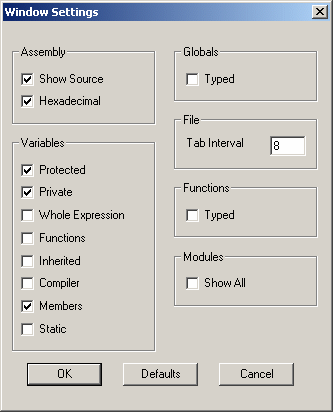 Window Settings
Assembly
Show Source
Hexadecimal
Variables
Protected
Private
Whole Expression
Functions
Inherited
Compiler
Members
Static
Globals
Typed
File
Tab Interval 8
Functions
Typed
Modules
Show All
OK Defaults Cancel